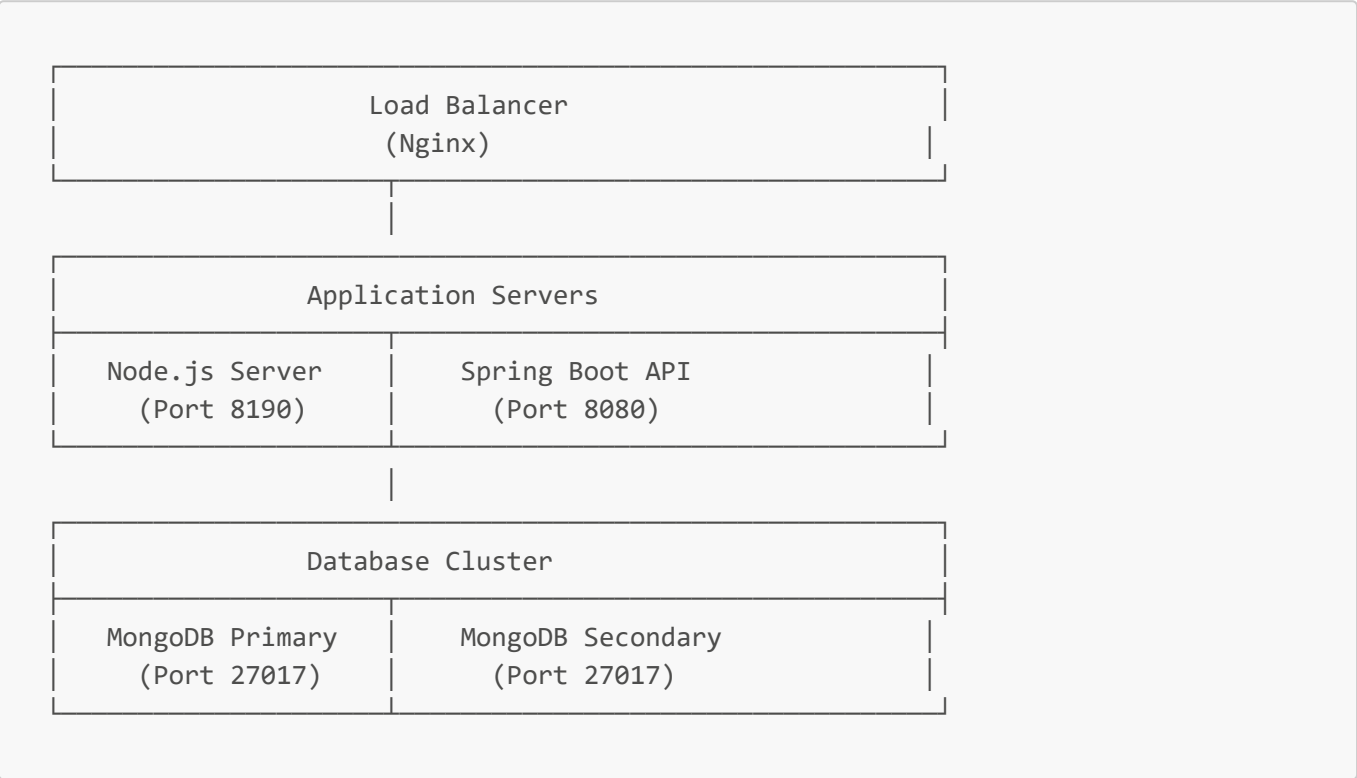 Load Balancer
(Nginx)
Application Servers
Node.js Server Spring Boot API
(Port 8190) (Port 8080)
Database Cluster
MongoDB Primary MongoDB Secondary
(Port 27017) (Port 27017)